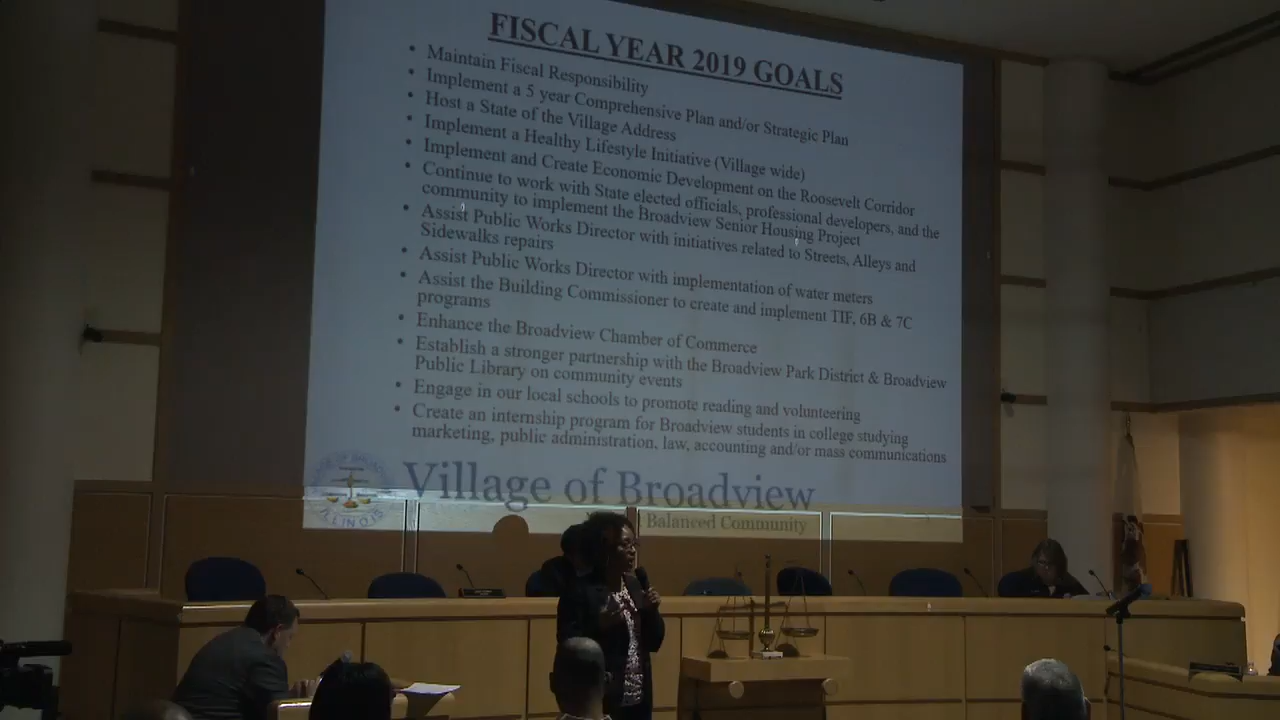 FISCAL YEAR 2019 GOALS
• Maintain Fiscal Responsibility
• Implement a 5 year Comprehensive Plan and/or Strategic Plan
• Host a State of the Village Address
• Implement a Healthy Lifestyle Initiative (Village wide)
• Implement and Create Economic Development on the Roosevelt Corridor
• Continue to work with State elected officials, professional developers, and the
community to implement the Broadview Senior Housing Project
• Assist Public Works Director with initiatives related to Streets, Alleys and
Sidewalks repairs
• Assist Public Works Director with implementation of water meters
• Assist the Building Commissioner to create and implement TIF, 6B & 7C
programs
• Enhance the Broadview Chamber of Commerce
• Establish a stronger partnership with the Broadview Park District & Broadview
Public Library on community events
• Engage in our local schools to promote reading and volunteering
• Create an internship program for Broadview students in college studying
marketing, public administration, law, accounting and/or mass communications
Village of Broadview
Balanced Community
ILLINOIS